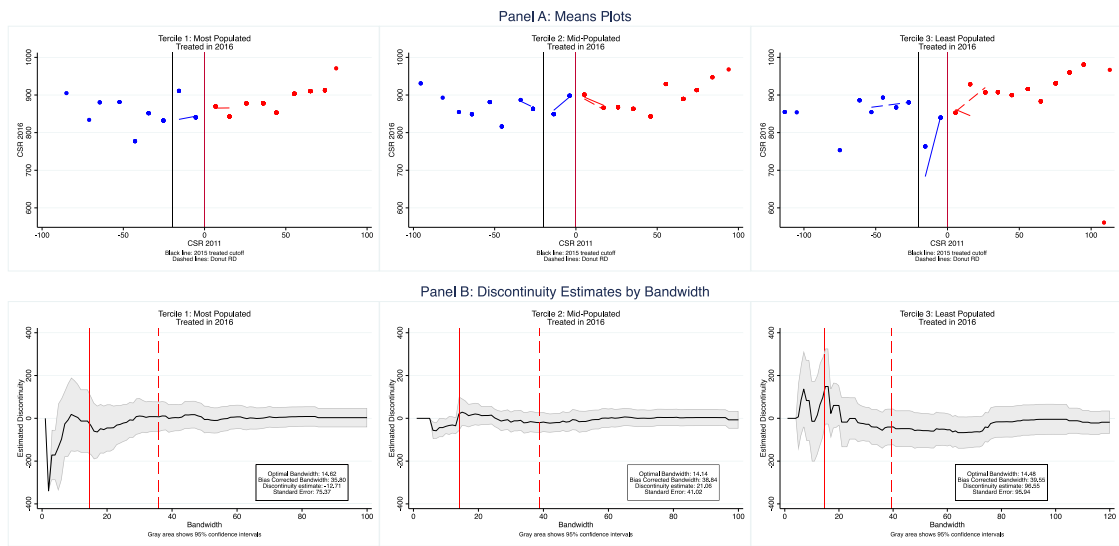 Panel A: Means Plots
Tercile 1: Most Populated
Treated in 2016
CSR 2016
600 700 800 900 1000
-100 -50 0 50 100
CSR 2011
Black line: 2015 treated cutoff
Dashed lines: Donut RD
Tercile 2: Mid-Populated
Treated in 2016
CSR 2016
600 700 800 900 1000
-100 -50 0 50 100
CSR 2011
Black line: 2015 treated cutoff
Dashed lines: Donut RD
Tercile 3: Least Populated
Treated in 2016
CSR 2016
600 700 800 900 1000
-100 -50 0 50 100
CSR 2011
Black line: 2015 treated cutoff
Dashed lines: Donut RD
Panel B: Discontinuity Estimates by Bandwidth
Tercile 1: Most Populated
Treated in 2016
Estimated Discontinuity
-400 -200 0 200 400
Optimal Bandwidth: 14.62
Bias Corrected Bandwidth: 35.80
Discontinuity estimate: -12.71
Standard Error: 75.37
0 20 40 60 80 100
Bandwidth
Gray area shows 95% confidence intervals
Tercile 2: Mid-Populated
Treated in 2016
Estimated Discontinuity
-400 -200 0 200 400
Optimal Bandwidth: 14.14
Bias Corrected Bandwidth: 38.84
Discontinuity estimate: 21.06
Standard Error: 41.02
0 20 40 60 80 100
Bandwidth
Gray area shows 95% confidence intervals
Tercile 3: Least Populated
Treated in 2016
Estimated Discontinuity
-400 -200 0 200 400
Optimal Bandwidth: 14.48
Bias Corrected Bandwidth: 39.55
Discontinuity estimate: 96.55
Standard Error: 95.94
0 20 40 60 80 100 120
Bandwidth
Gray area shows 95% confidence intervals